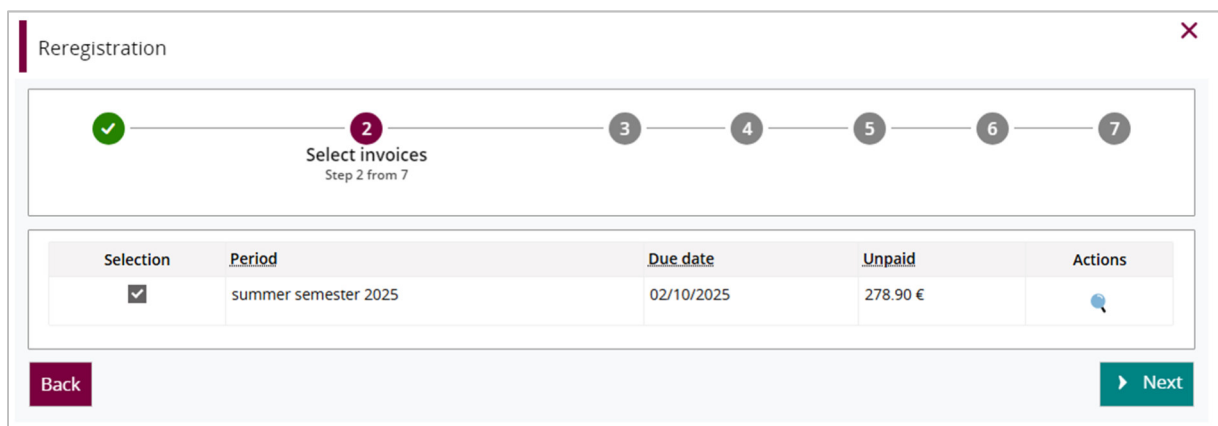 Reregistration
2 3 4 5 6 7
Select invoices
Step 2 from 7
Selection Period Due date Unpaid Actions
summer semester 2025 02/10/2025 278.90 €
Back Next